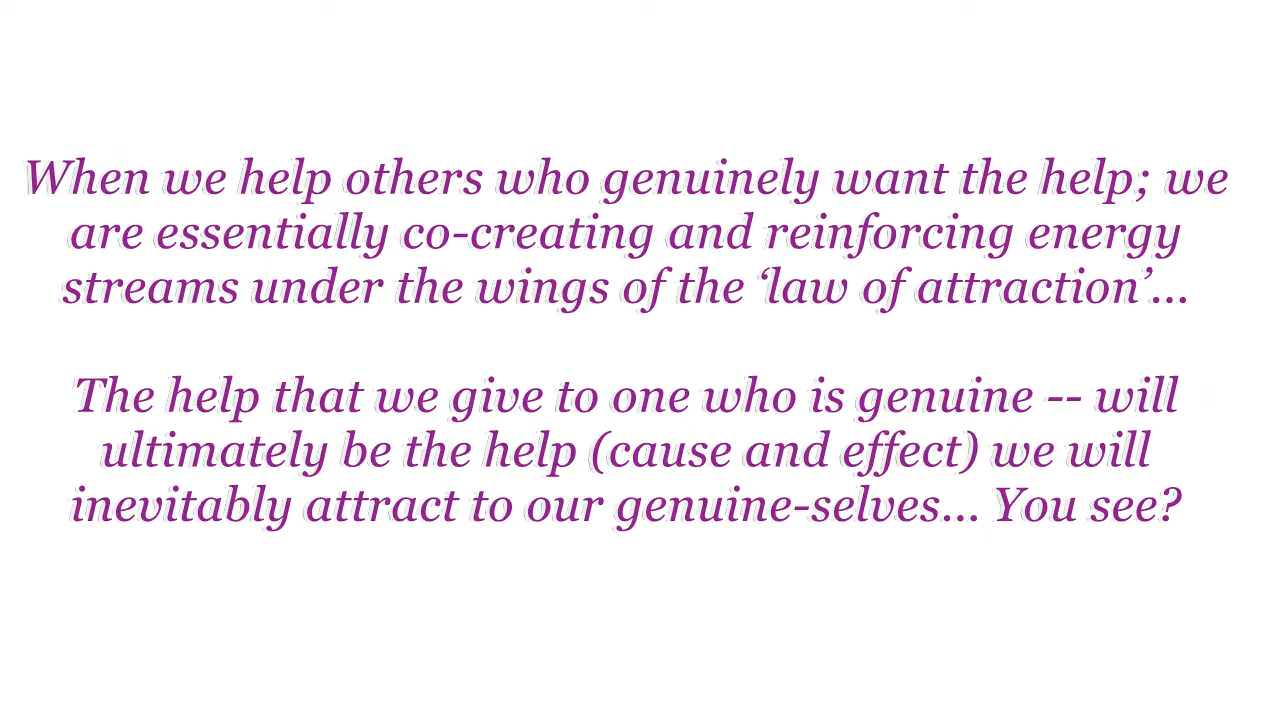 When we help others who genuinely want the help; we
are essentially co-creating and reinforcing energy
streams under the wings of the ‘law of attraction’...
The help that we give to one who is genuine -- will
ultimately be the help (cause and effect) we will
inevitably attract to our genuine-selves... You see?